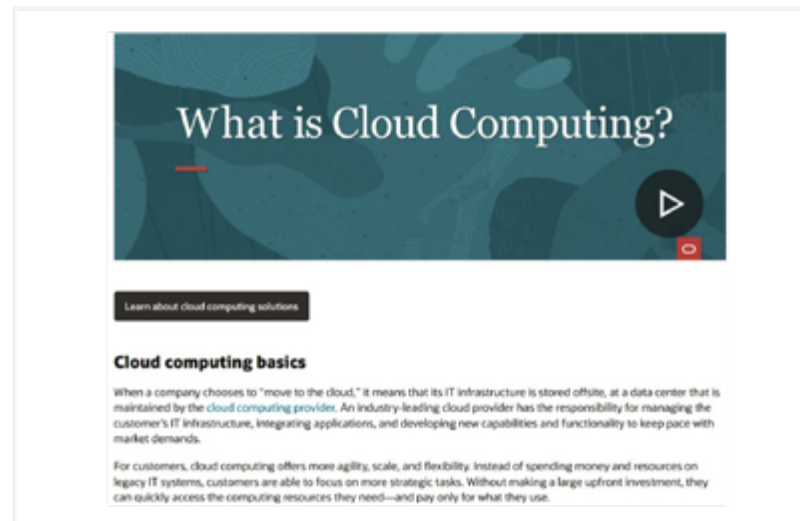 What is Cloud Computing?
Learn about cloud computing solutions
Cloud computing basics
When a company chooses to "move to the cloud," it means that its IT infrastructure is stored offsite, at a data center that is
maintained by the cloud computing provider. An industry-leading cloud provider has the responsibility for managing the
customer's IT infrastructure, integrating applications, and developing new capabilities and functionality to keep pace with
market demands.
For customers, cloud computing offers more agility, scale, and flexibility. Instead of spending money and resources on
legacy IT systems, customers are able to focus on more strategic tasks. Without making a large upfront investment, they
can quickly access the computing resources they need—and pay only for what they use.